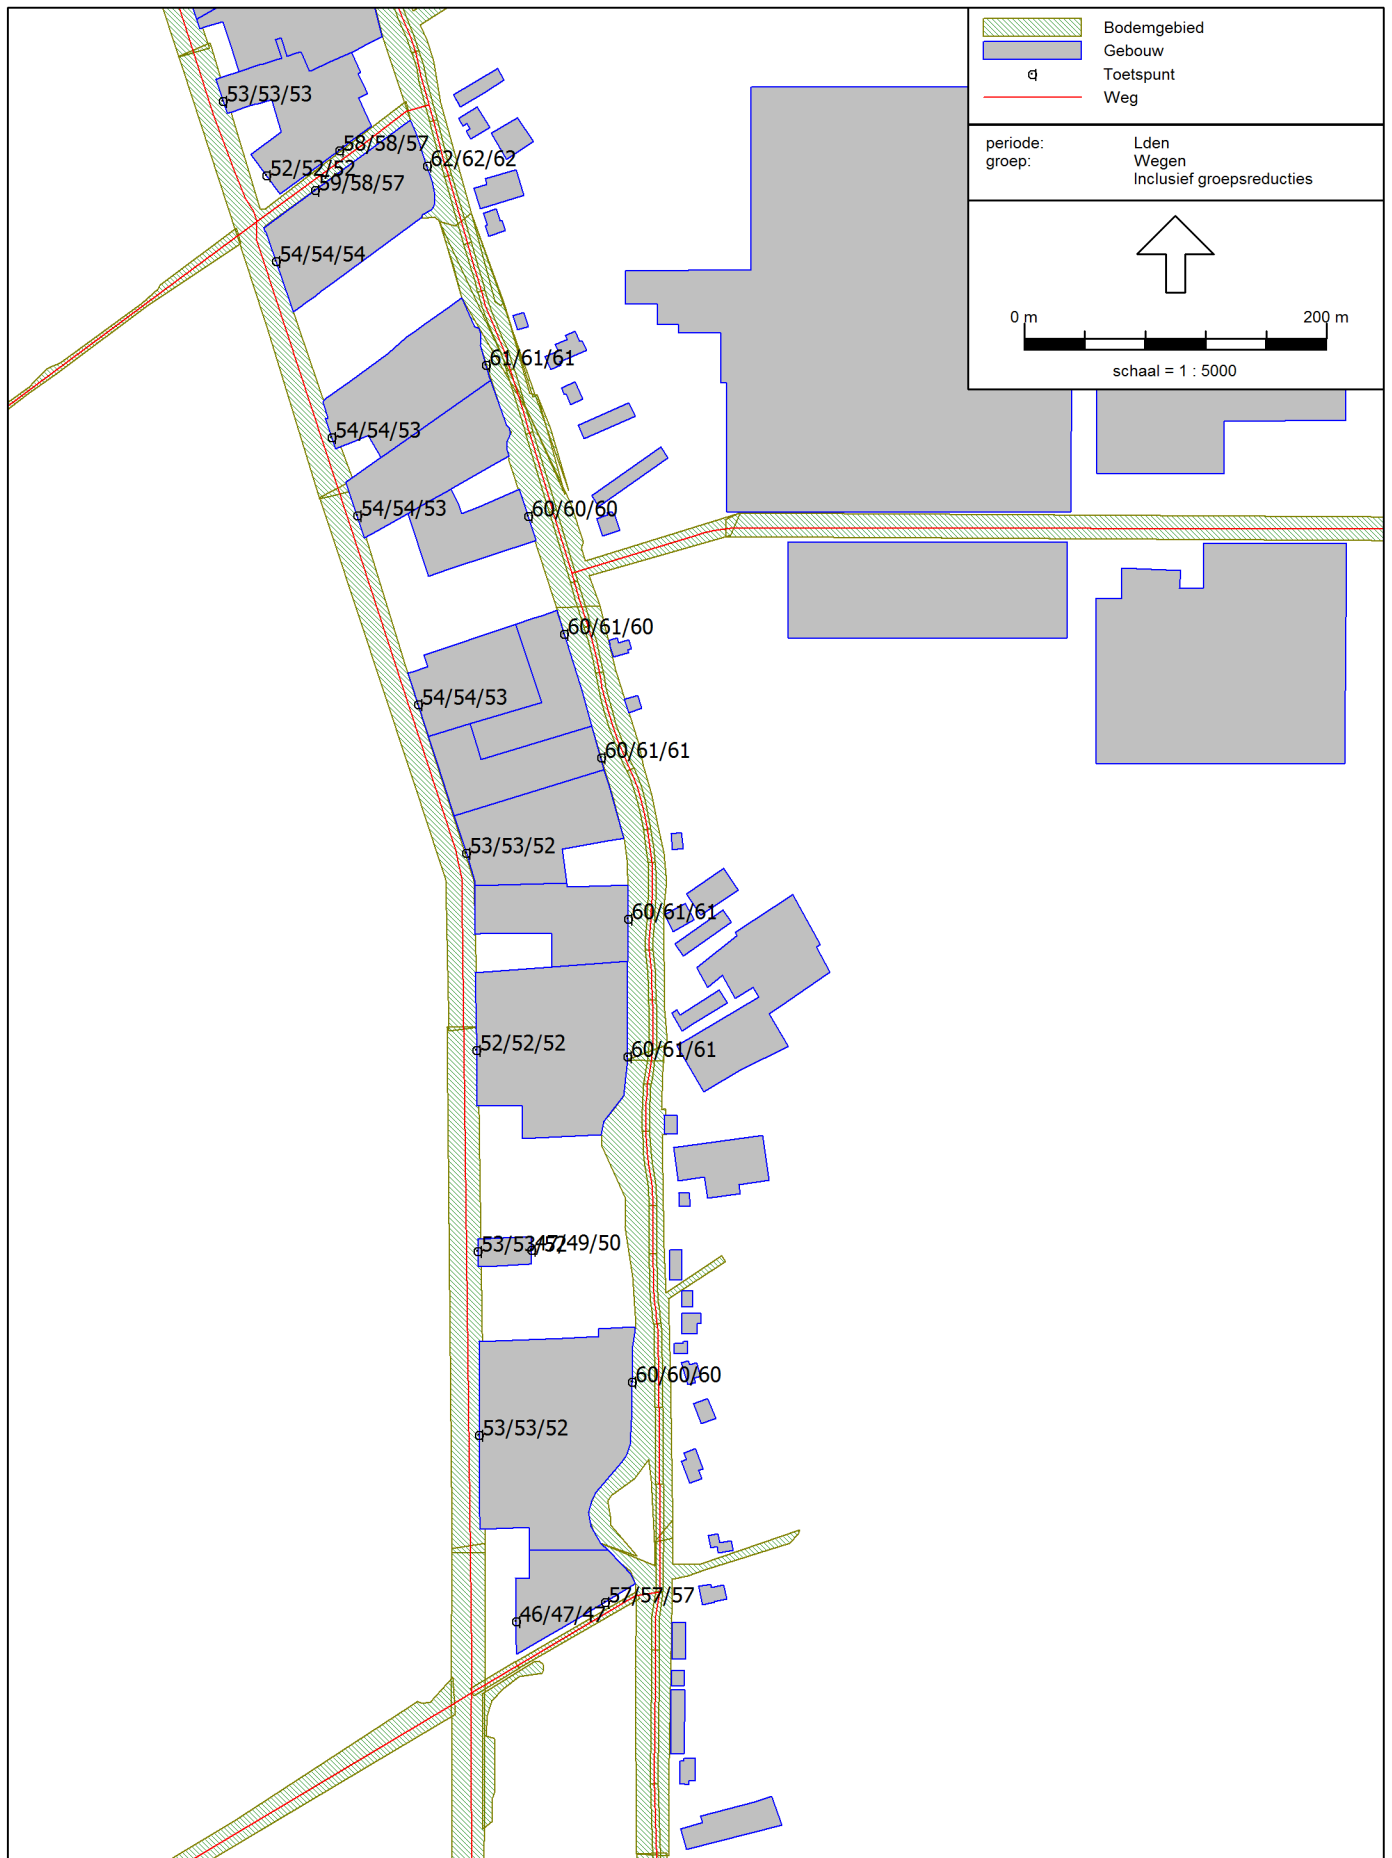 Bodemgebied
Gebouw
Toetspunt
Weg
periode: Lden
groep: Wegen
Inclusief groepsreducties
0 m 200 m
schaal = 1 : 5000
53/53/53
58/58/57
62/62/62
52/52/52
59/58/57
54/54/54
61/61/61
54/54/53
54/54/53
60/60/60
60/61/60
54/54/53
60/61/61
53/53/52
60/61/61
52/52/52
60/61/61
53/53/52
47/49/50
60/60/60
53/53/52
57/57/57
46/47/47